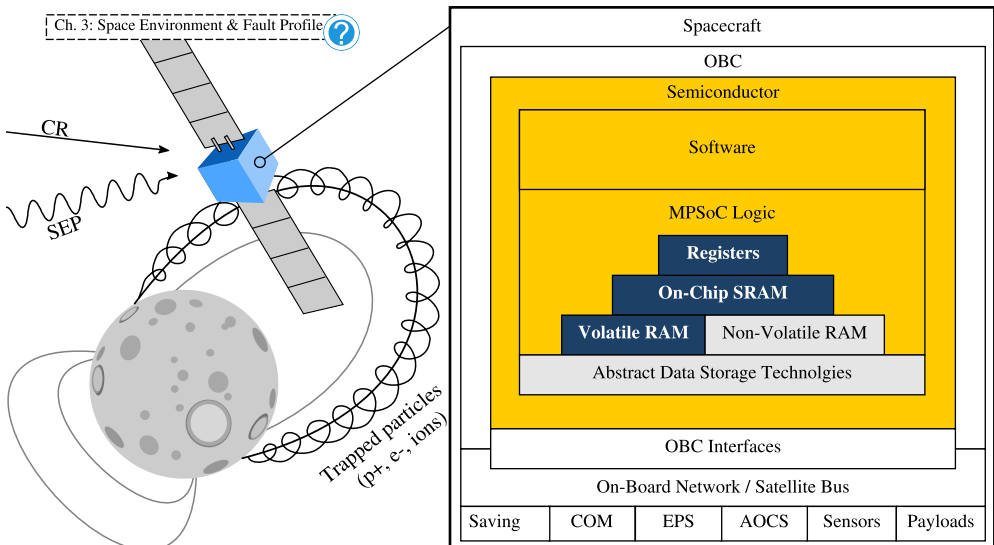 Ch. 3: Space Environment & Fault Profile
?
CR
SEP
Trapped particles
(p+, e-, ions)
Spacecraft
OBC
Semiconductor
Software
MPSoC Logic
Registers
On-Chip SRAM
Volatile RAM
Non-Volatile RAM
Abstract Data Storage Technolgies
OBC Interfaces
On-Board Network / Satellite Bus
Saving
COM
EPS
AOCS
Sensors
Payloads